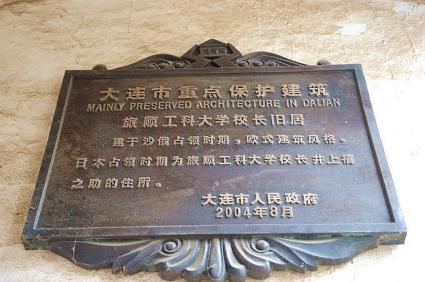 大连市重点保护建筑
MAINLY PRESERVED ARCHITECTURE IN DALIAN
旅顺工科大学校长旧居
建于沙俄占领时期。欧式建筑风格。
日本占领时期为旅顺工科大学校长井上禧
之助的住所。
大连市人民政府
2004年8月